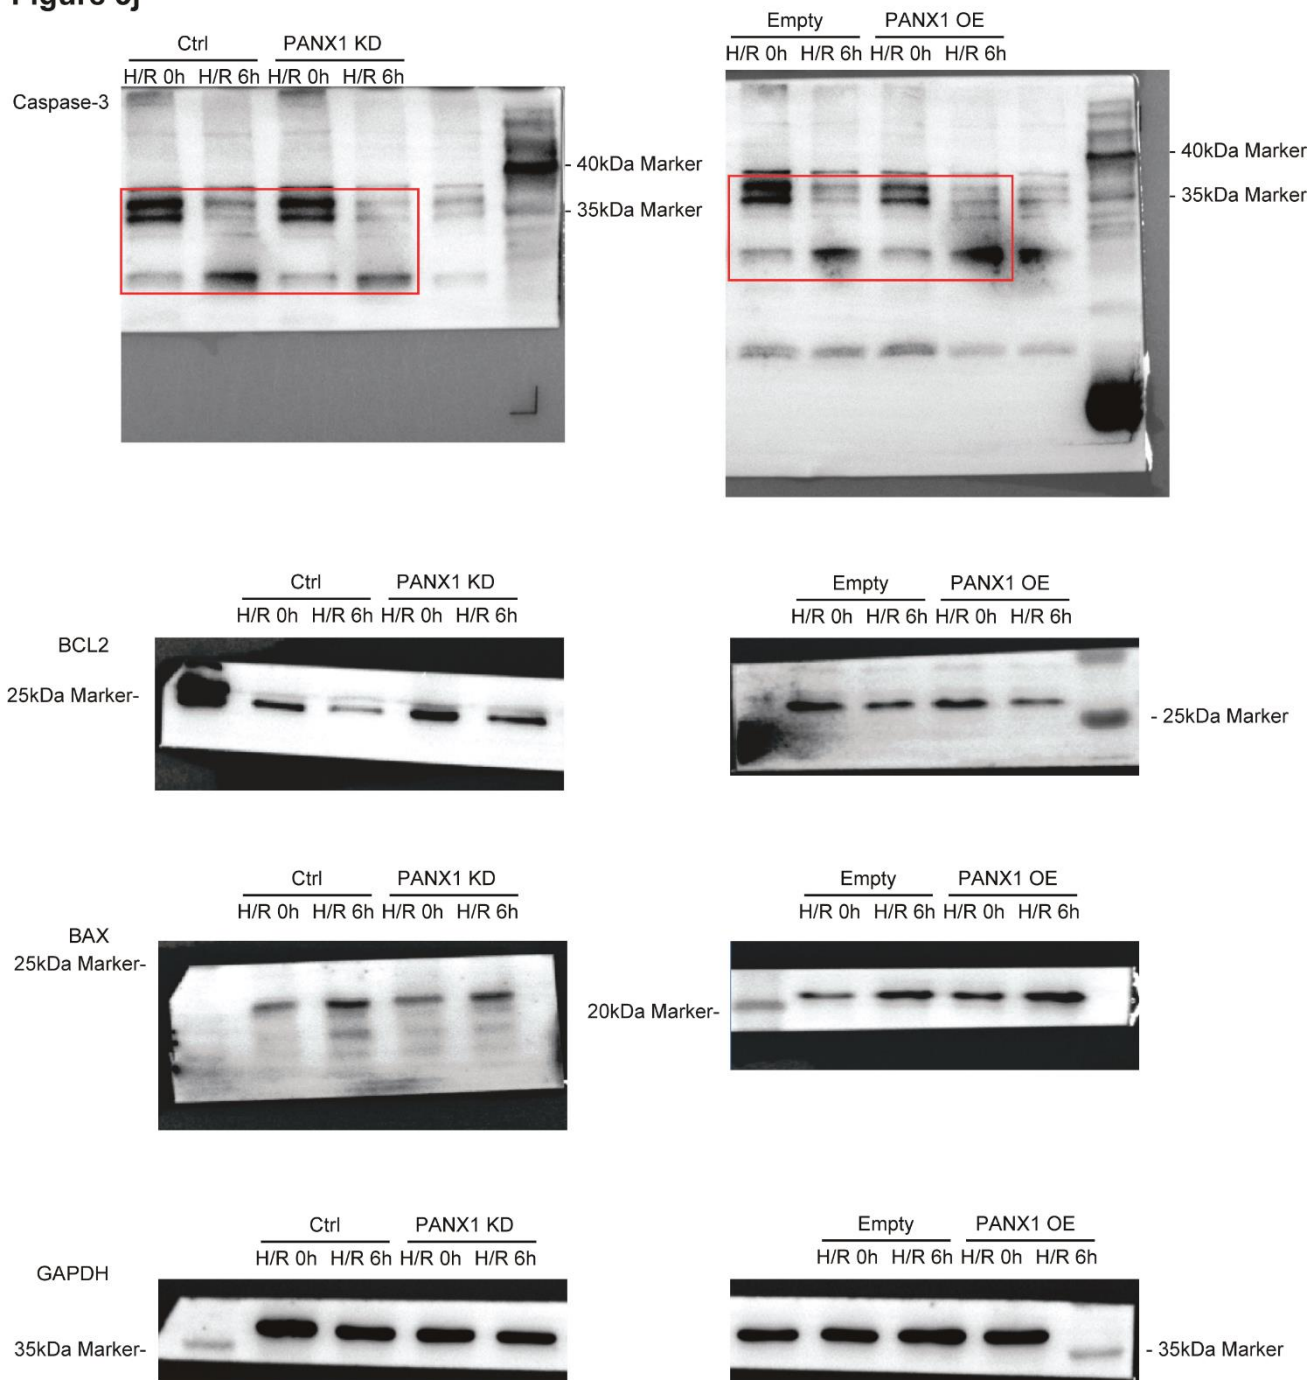 Figure 6j
Ctrl PANX1 KD
H/R 0h H/R 6h H/R 0h H/R 6h
Caspase-3
- 40kDa Marker
- 35kDa Marker
Empty PANX1 OE
H/R 0h H/R 6h H/R 0h H/R 6h
- 40kDa Marker
- 35kDa Marker
Ctrl PANX1 KD
H/R 0h H/R 6h H/R 0h H/R 6h
BCL2
25kDa Marker-
Empty PANX1 OE
H/R 0h H/R 6h H/R 0h H/R 6h
- 25kDa Marker
Ctrl PANX1 KD
H/R 0h H/R 6h H/R 0h H/R 6h
BAX
25kDa Marker-
Empty PANX1 OE
H/R 0h H/R 6h H/R 0h H/R 6h
20kDa Marker-
Ctrl PANX1 KD
H/R 0h H/R 6h H/R 0h H/R 6h
GAPDH
35kDa Marker-
Empty PANX1 OE
H/R 0h H/R 6h H/R 0h H/R 6h
- 35kDa Marker